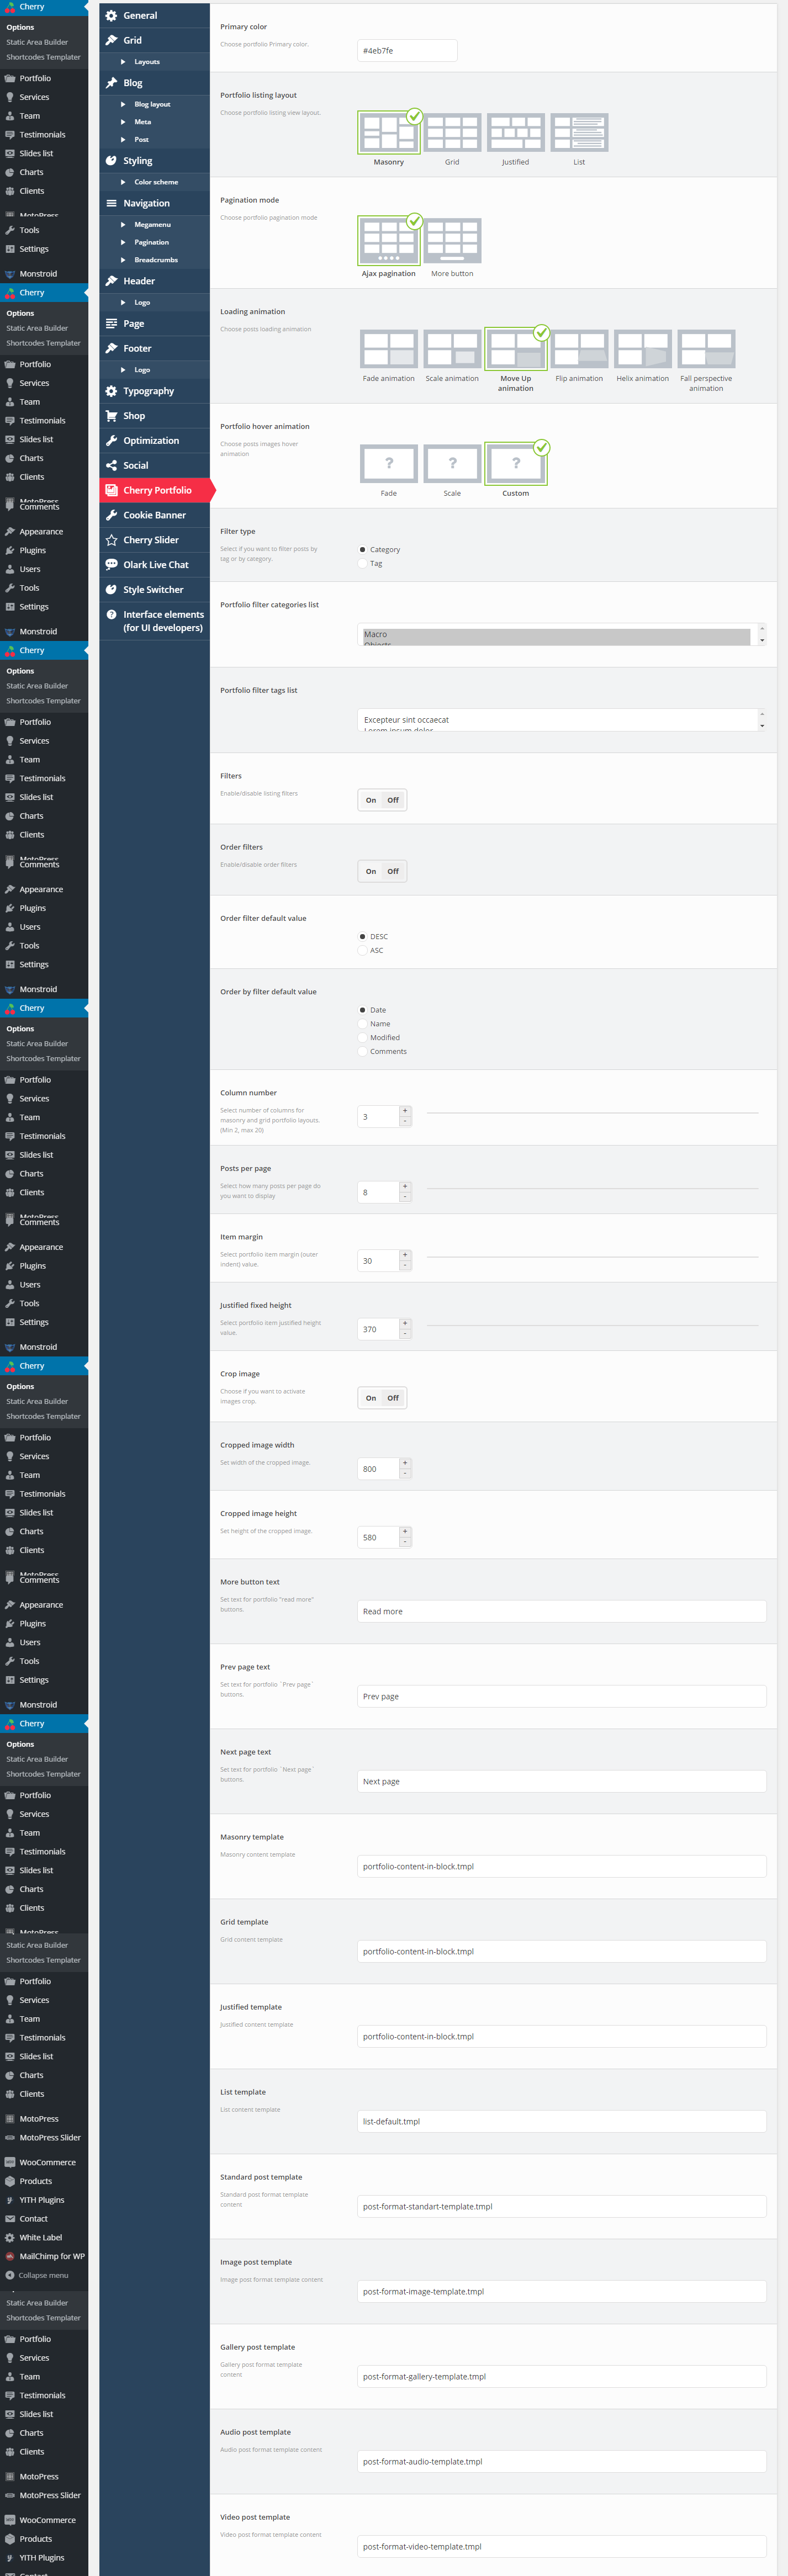 Cherry
Options
Static Area Builder
Shortcodes Templater
Portfolio
Services
Team
Testimonials
Slides list
Charts
Clients
MotoPress
Tools
Settings
Monstroid
Cherry
Options
Static Area Builder
Shortcodes Templater
Portfolio
Services
Team
Testimonials
Slides list
Charts
Clients
MotoPress
Comments
Appearance
Plugins
Users
Tools
Settings
Monstroid
Cherry
Options
Static Area Builder
Shortcodes Templater
Portfolio
Services
Team
Testimonials
Slides list
Charts
Clients
MotoPress
Comments
Appearance
Plugins
Users
Tools
Settings
Monstroid
Cherry
Options
Static Area Builder
Shortcodes Templater
Portfolio
Services
Team
Testimonials
Slides list
Charts
Clients
MotoPress
Comments
Appearance
Plugins
Users
Tools
Settings
Monstroid
Cherry
Options
Static Area Builder
Shortcodes Templater
Portfolio
Services
Team
Testimonials
Slides list
Charts
Clients
MotoPress
Comments
Appearance
Plugins
Users
Tools
Settings
Monstroid
Cherry
Options
Static Area Builder
Shortcodes Templater
Portfolio
Services
Team
Testimonials
Slides list
Charts
Clients
MotoPress
Static Area Builder
Shortcodes Templater
Portfolio
Services
Team
Testimonials
Slides list
Charts
Clients
MotoPress
MotoPress Slider
WooCommerce
Products
YITH Plugins
Contact
White Label
MailChimp for WP
Collapse menu
Static Area Builder
Shortcodes Templater
Portfolio
Services
Team
Testimonials
Slides list
Charts
Clients
MotoPress
MotoPress Slider
WooCommerce
Products
YITH Plugins
Contact
General
Grid
Layouts
Blog
Blog layout
Meta
Post
Styling
Color scheme
Navigation
Megamenu
Pagination
Breadcrumbs
Header
Logo
Page
Footer
Logo
Typography
Shop
Optimization
Social
Cherry Portfolio
Cookie Banner
Cherry Slider
Olark Live Chat
Style Switcher
Interface elements
(for UI developers)
Primary color
Choose portfolio Primary color.
#4eb7fe
Portfolio listing layout
Choose portfolio listing view layout.
Masonry
Grid
Justified
List
Pagination mode
Choose portfolio pagination mode
Ajax pagination
More button
Loading animation
Choose posts loading animation
Fade animation
Scale animation
Move Up
animation
Flip animation
Helix animation
Fall perspective
animation
Portfolio hover animation
Choose posts images hover
animation
?
?
?
Fade
Scale
Custom
Filter type
Select if you want to filter posts by
tag or by category.
Category
Tag
Portfolio filter categories list
Macro
Objects
Portfolio filter tags list
Excepteur sint occaecat
Lorem ipsum dolor
Filters
Enable/disable listing filters
On Off
Order filters
Enable/disable order filters
On Off
Order filter default value
DESC
ASC
Order by filter default value
Date
Name
Modified
Comments
Column number
Select number of columns for
masonry and grid portfolio layouts.
(Min 2, max 20)
3
+
-
Posts per page
Select how many posts per page do
you want to display
8
+
-
Item margin
Select portfolio item margin (outer
indent) value.
30
+
-
Justified fixed height
Select portfolio item justified height
value.
370
+
-
Crop image
Choose if you want to activate
images crop.
On Off
Cropped image width
Set width of the cropped image.
800
+
-
Cropped image height
Set height of the cropped image.
580
+
-
More button text
Set text for portfolio "read more"
buttons.
Read more
Prev page text
Set text for portfolio `Prev page`
buttons.
Prev page
Next page text
Set text for portfolio `Next page`
buttons.
Next page
Masonry template
Masonry content template
portfolio-content-in-block.tmpl
Grid template
Grid content template
portfolio-content-in-block.tmpl
Justified template
Justified content template
portfolio-content-in-block.tmpl
List template
List content template
list-default.tmpl
Standard post template
Standard post format template
content
post-format-standart-template.tmpl
Image post template
Image post format template content
post-format-image-template.tmpl
Gallery post template
Gallery post format template
content
post-format-gallery-template.tmpl
Audio post template
Audio post format template content
post-format-audio-template.tmpl
Video post template
Video post format template content
post-format-video-template.tmpl